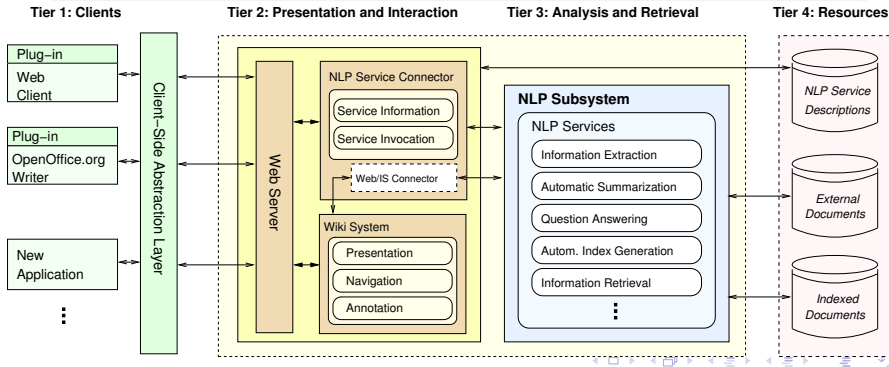 Tier 1: Clients
Tier 2: Presentation and Interaction
Tier 3: Analysis and Retrieval
Tier 4: Resources
Plug−in
Web
Client
Plug−in
OpenOffice.org
Writer
New
Application
Client−Side Abstraction Layer
Web Server
NLP Service Connector
Service Information
Service Invocation
Web/IS Connector
Wiki System
Presentation
Navigation
Annotation
NLP Subsystem
NLP Services
Information Extraction
Automatic Summarization
Question Answering
Autom. Index Generation
Information Retrieval
NLP Service
Descriptions
External
Documents
Indexed
Documents